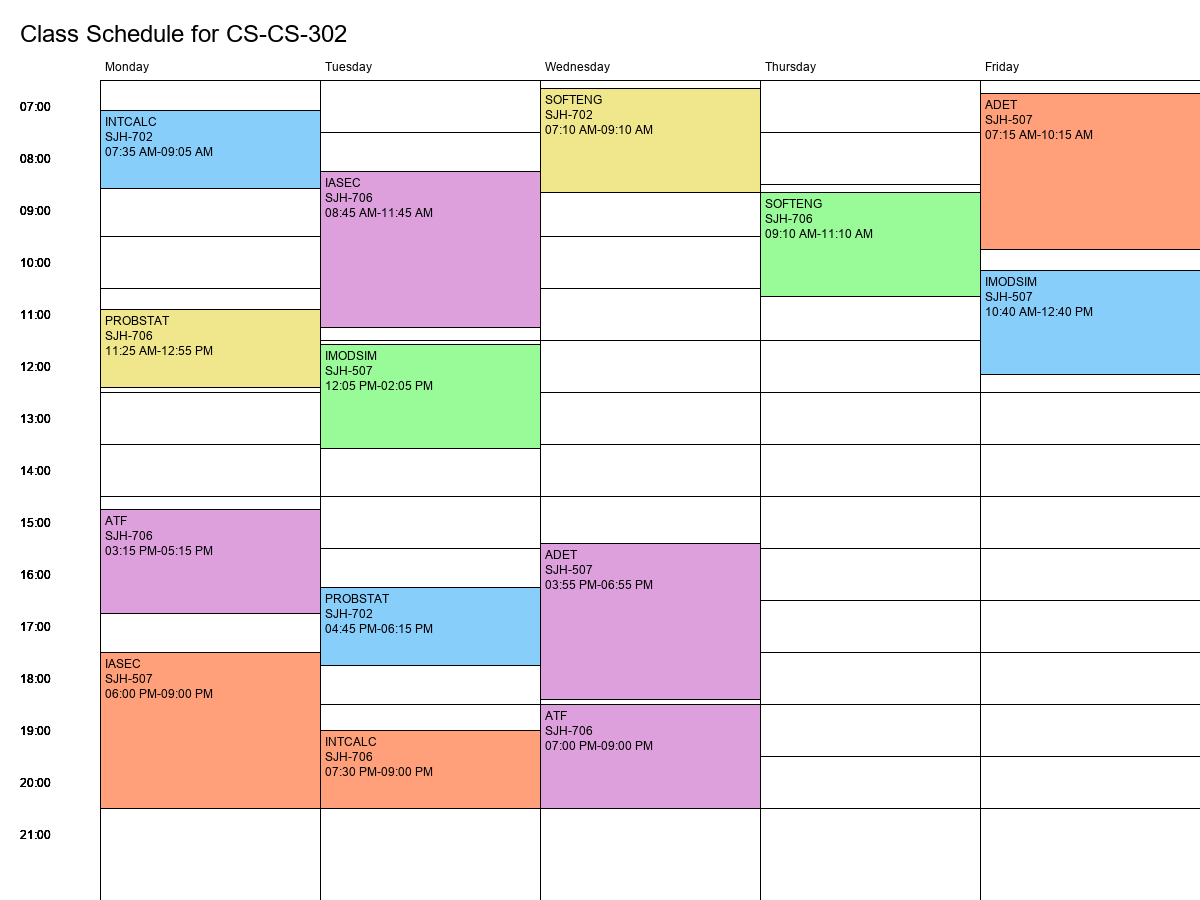 Class Schedule for CS-CS-302
Monday
Tuesday
Wednesday
Thursday
Friday
07:00
08:00
09:00
10:00
11:00
12:00
13:00
14:00
15:00
16:00
17:00
18:00
19:00
20:00
21:00
INTCALC
SJH-702
07:35 AM-09:05 AM
PROBSTAT
SJH-706
11:25 AM-12:55 PM
ATF
SJH-706
03:15 PM-05:15 PM
IASEC
SJH-507
06:00 PM-09:00 PM
IASEC
SJH-706
08:45 AM-11:45 AM
IMODSIM
SJH-507
12:05 PM-02:05 PM
PROBSTAT
SJH-702
04:45 PM-06:15 PM
INTCALC
SJH-706
07:30 PM-09:00 PM
SOFTENG
SJH-702
07:10 AM-09:10 AM
ADET
SJH-507
03:55 PM-06:55 PM
ATF
SJH-706
07:00 PM-09:00 PM
SOFTENG
SJH-706
09:10 AM-11:10 AM
ADET
SJH-507
07:15 AM-10:15 AM
IMODSIM
SJH-507
10:40 AM-12:40 PM